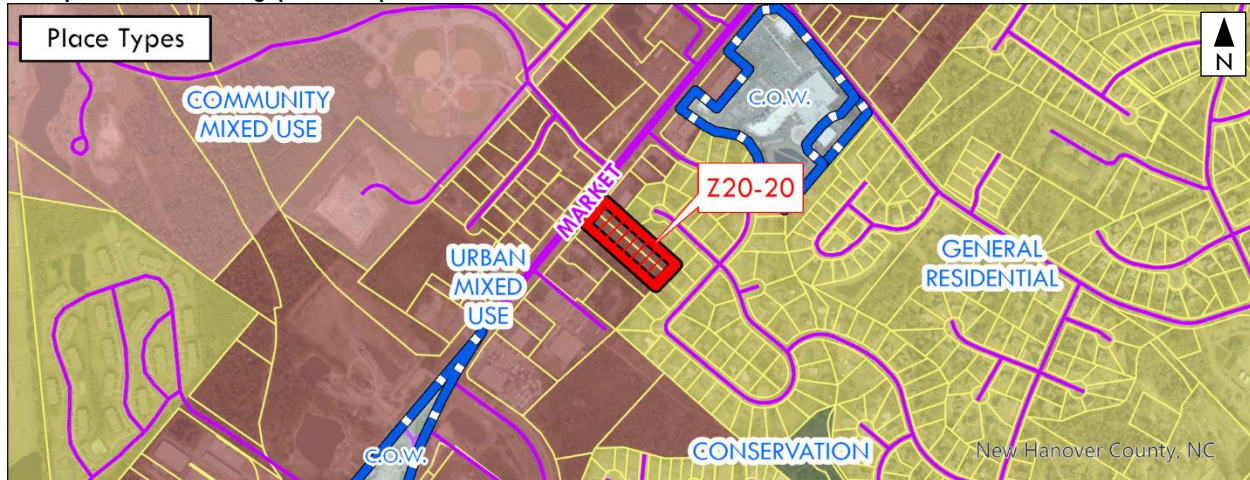 Place Types
N
COMMUNITY
MIXED USE
C.O.W.
MARKET
Z20-20
URBAN
MIXED
USE
GENERAL
RESIDENTIAL
C.O.W.
CONSERVATION
New Hanover County, NC